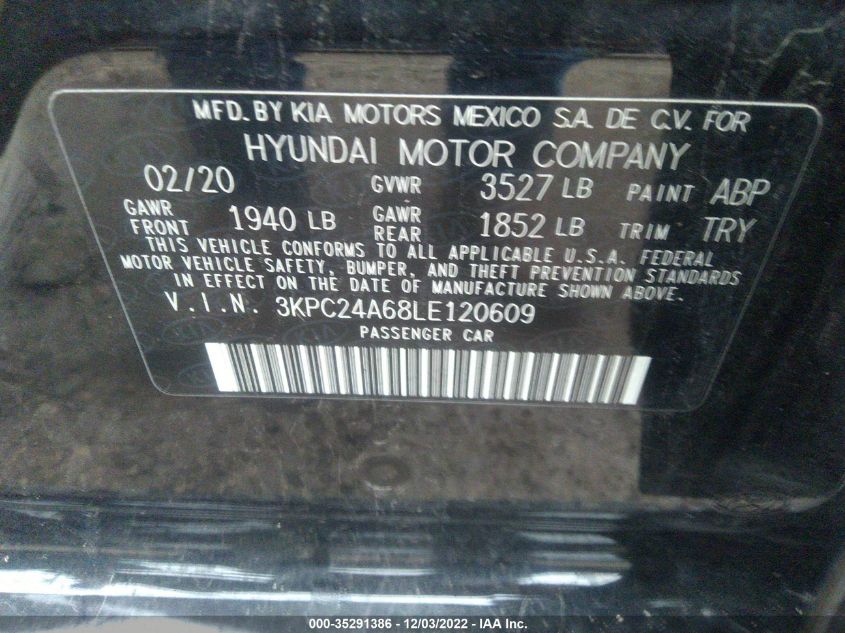 MFD. BY KIA MOTORS MEXICO S.A. DE C.V. FOR
HYUNDAI MOTOR COMPANY
02/20 GVWR 3527 LB PAINT ABP
GAWR FRONT 1940 LB GAWR REAR 1852 LB TRIM TRY
THIS VEHICLE CONFORMS TO ALL APPLICABLE U.S.A. FEDERAL
MOTOR VEHICLE SAFETY, BUMPER, AND THEFT PREVENTION STANDARDS
IN EFFECT ON THE DATE OF MANUFACTURE SHOWN ABOVE.
V.I.N. 3KPC24A68LE120609
PASSENGER CAR
000-35291386 - 12/03/2022 - IAA Inc.